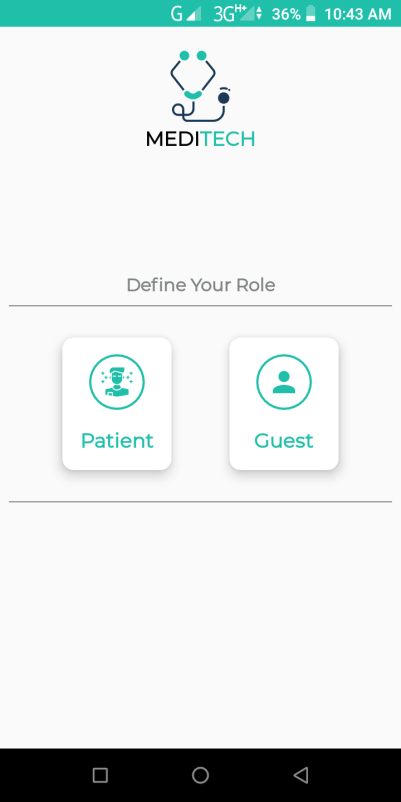 G 3G H+ 36% 10:43 AM
MEDITECH
Define Your Role
Patient Guest